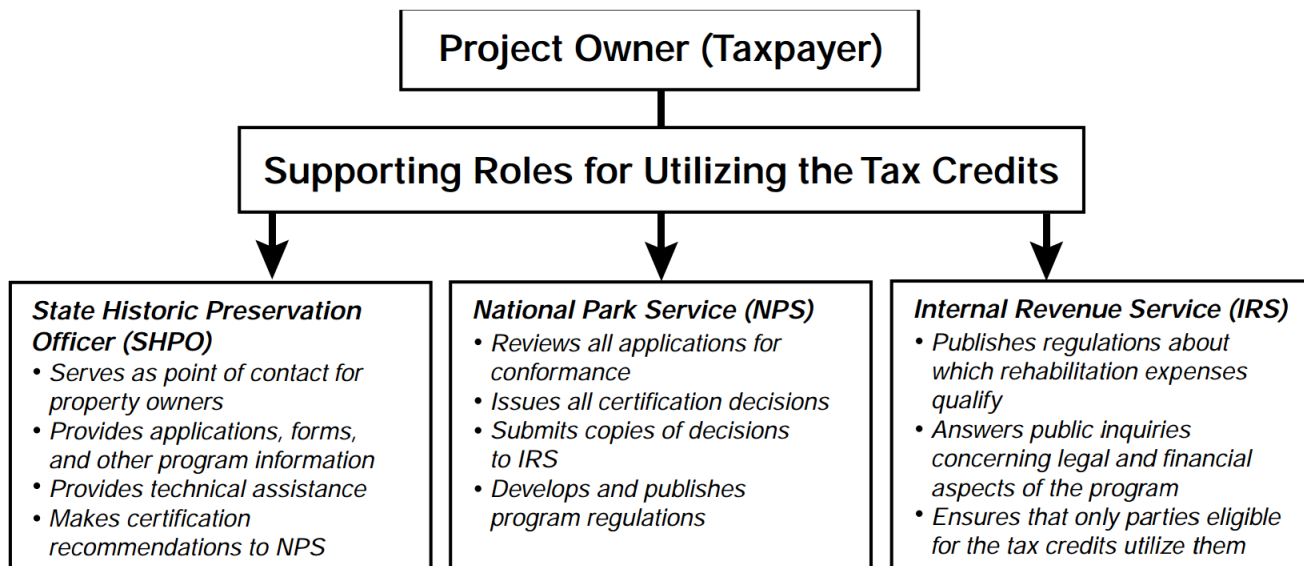 Project Owner (Taxpayer)
Supporting Roles for Utilizing the Tax Credits
State Historic Preservation
Officer (SHPO)
• Serves as point of contact for
property owners
• Provides applications, forms,
and other program information
• Provides technical assistance
• Makes certification
recommendations to NPS
National Park Service (NPS)
• Reviews all applications for
conformance
• Issues all certification decisions
• Submits copies of decisions
to IRS
• Develops and publishes
program regulations
Internal Revenue Service (IRS)
• Publishes regulations about
which rehabilitation expenses
qualify
• Answers public inquiries
concerning legal and financial
aspects of the program
• Ensures that only parties eligible
for the tax credits utilize them